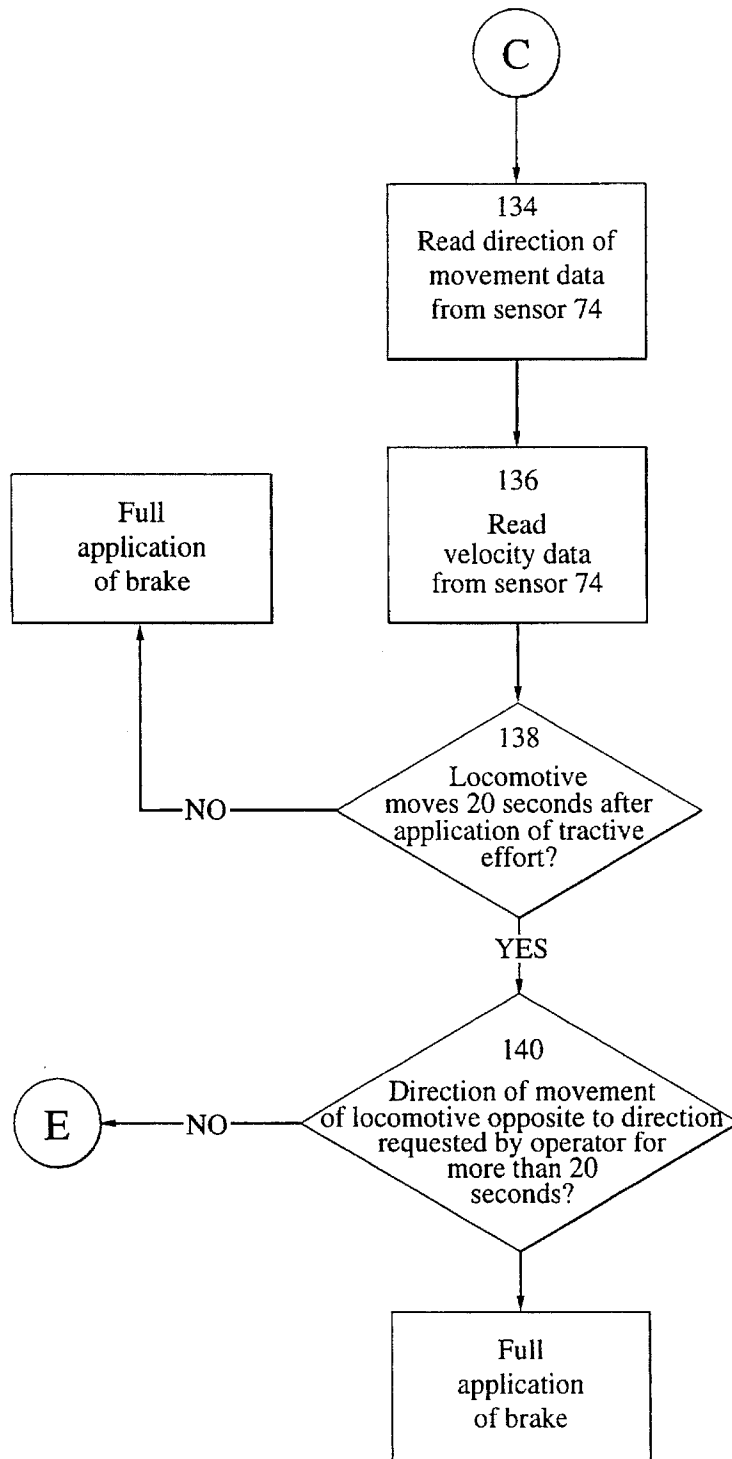 C
134
Read direction of
movement data
from sensor 74
136
Read
velocity data
from sensor 74
Full
application
of brake
138
Locomotive
moves 20 seconds after
application of tractive
effort?
NO
YES
140
Direction of movement
of locomotive opposite to direction
requested by operator for
more than 20
seconds?
NO
E
Full
application
of brake